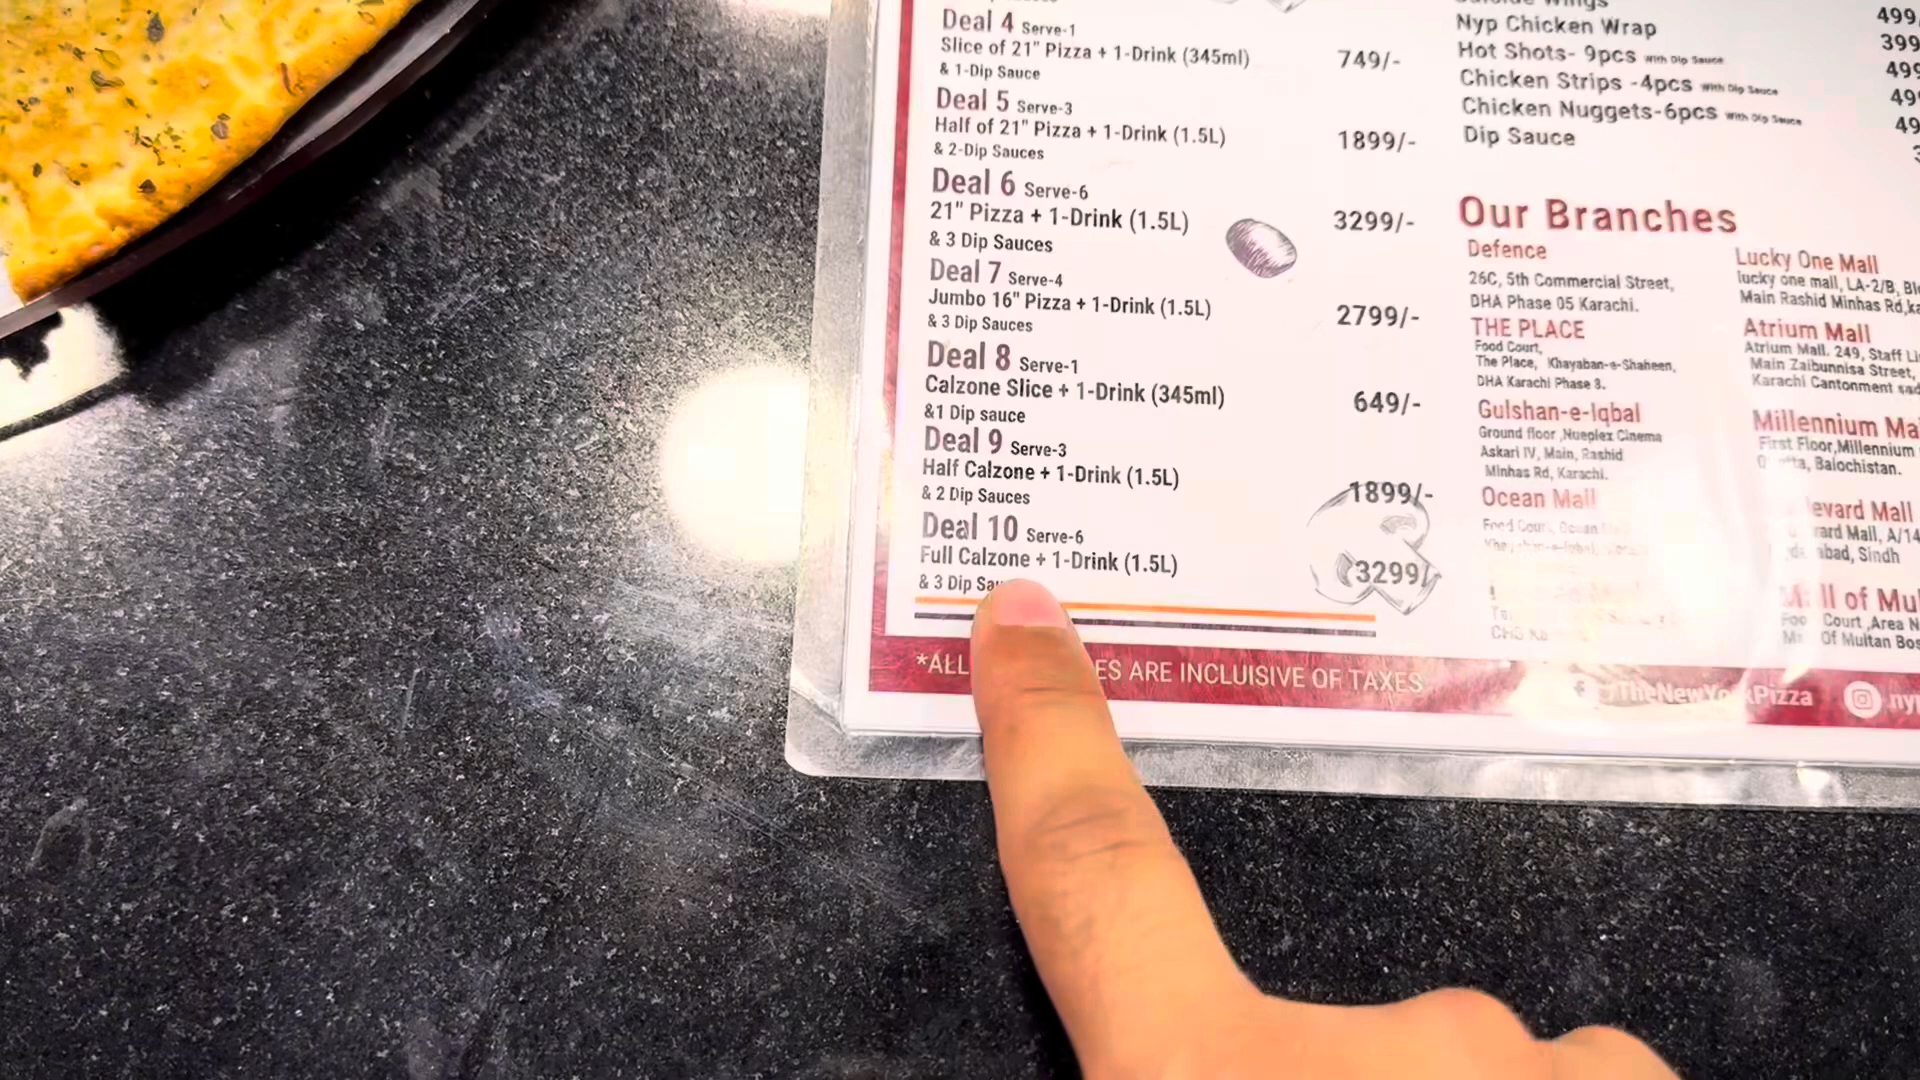 Deal 4 Serve-1
Slice of 21" Pizza + 1-Drink (345ml) 749/-
& 1-Dip Sauce
Deal 5 Serve-3
Half of 21" Pizza + 1-Drink (1.5L) 1899/-
& 2-Dip Sauces
Deal 6 Serve-6
21" Pizza + 1-Drink (1.5L) 3299/-
& 3 Dip Sauces
Deal 7 Serve-4
Jumbo 16" Pizza + 1-Drink (1.5L) 2799/-
& 3 Dip Sauces
Deal 8 Serve-1
Calzone Slice + 1-Drink (345ml) 649/-
&1 Dip sauce
Deal 9 Serve-3
Half Calzone + 1-Drink (1.5L) 1899/-
& 2 Dip Sauces
Deal 10 Serve-6
Full Calzone + 1-Drink (1.5L) 3299/
& 3 Dip
*ALL ARE INCLUISIVE OF TAXES
Wings 499
Nyp Chicken Wrap 399
Hot Shots- 9pcs With Dip Sauce
Chicken Strips -4pcs With Dip Sauce
Chicken Nuggets-6pcs With Dip Sauce
Dip Sauce
Our Branches
Defence
26C, 5th Commercial Street,
DHA Phase 05 Karachi.
THE PLACE
Food Court,
The Place, Khayaban-e-Shaheen,
DHA Karachi Phase 8.
Gulshan-e-Iqbal
Ground floor ,Nueplex Cinema
Askari IV, Main, Rashid
Minhas Rd, Karachi.
Ocean Mall
Lucky One Mall
lucky one mall, LA-2/B,
Main Rashid Minhas Rd,
Atrium Mall
Atrium Mall. 249, Staff
Main Zaibunnisa Street,
Karachi Cantonment
Millennium
First Floor,Millennium
Balochistan.
Mall
Mall, A/14
Sindh
of
Court ,Area
Of Multan